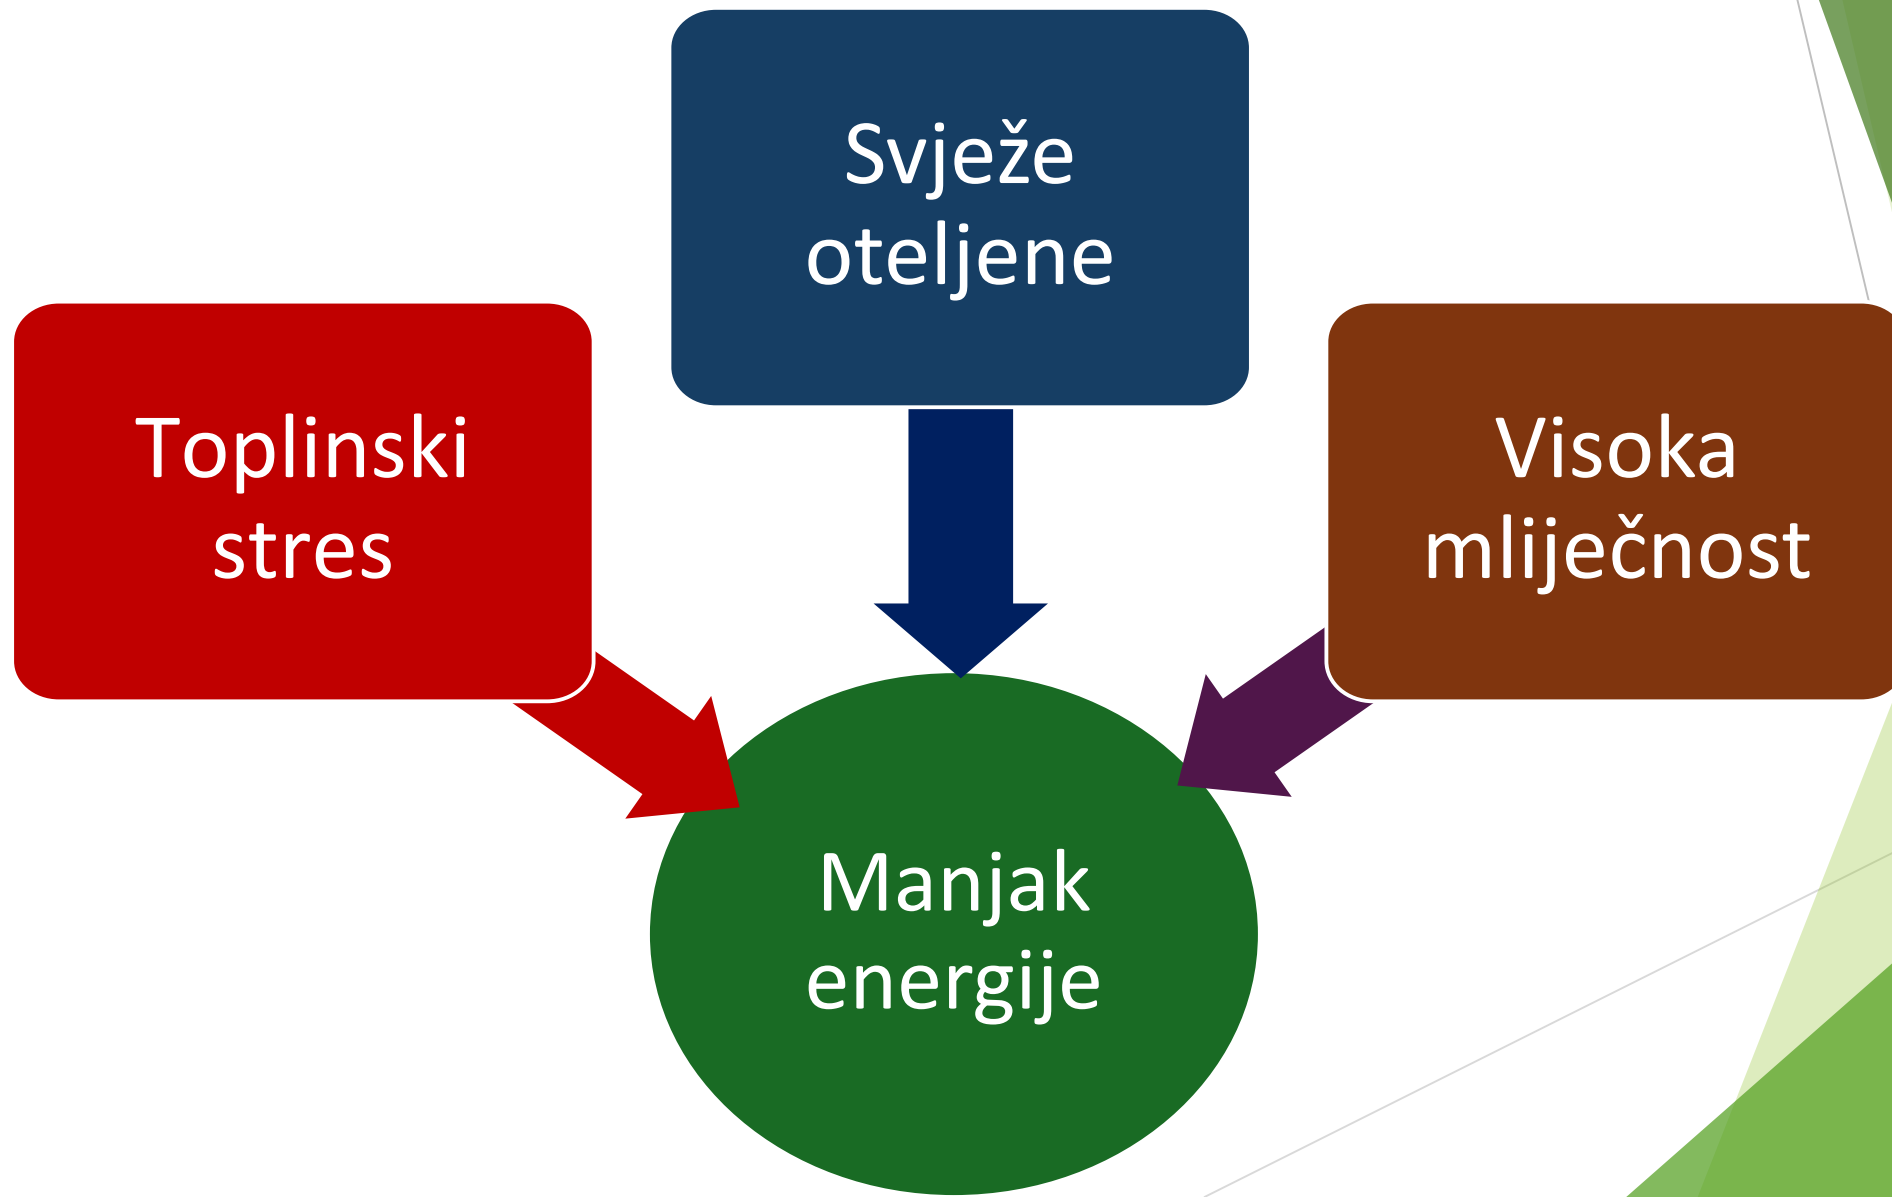 Svježe
oteljene
Toplinski
stres
Visoka
mliječnost
Manjak
energije